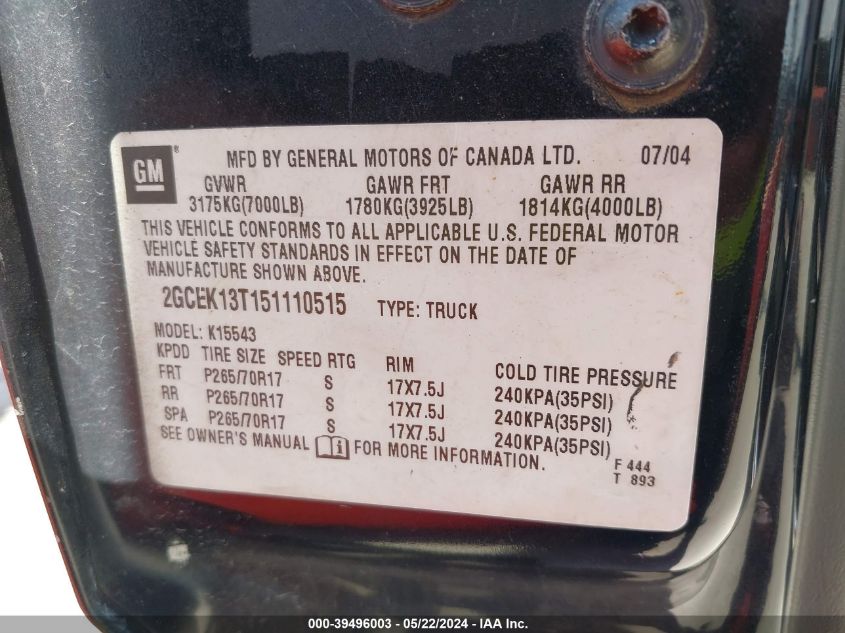 GM ® MFD BY GENERAL MOTORS OF CANADA LTD. 07/04
GVWR GAWR FRT GAWR RR
3175KG(7000LB) 1780KG(3925LB) 1814KG(4000LB)
THIS VEHICLE CONFORMS TO ALL APPLICABLE U.S. FEDERAL MOTOR
VEHICLE SAFETY STANDARDS IN EFFECT ON THE DATE OF
MANUFACTURE SHOWN ABOVE.
2GCEK13T151110515 TYPE: TRUCK
MODEL: K15543
KPDD TIRE SIZE SPEED RTG RIM COLD TIRE PRESSURE
FRT P265/70R17 S 17X7.5J 240KPA(35PSI)
RR P265/70R17 S 17X7.5J 240KPA(35PSI)
SPA P265/70R17 S 17X7.5J 240KPA(35PSI)
SEE OWNER'S MANUAL i FOR MORE INFORMATION.
F 444
T 893
000-39496003 - 05/22/2024 - IAA Inc.